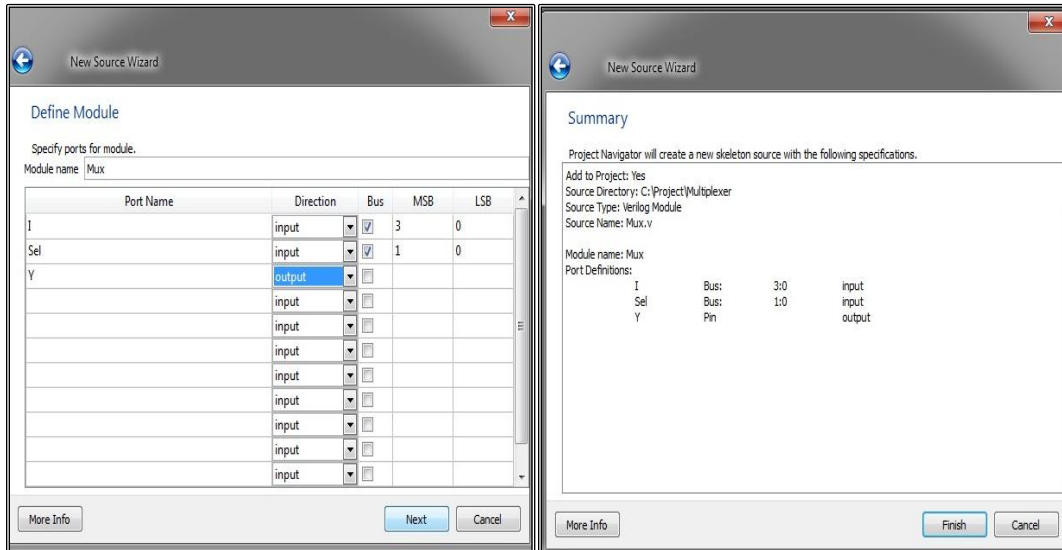 New Source Wizard
Define Module
Specify ports for module.
Module name Mux
Port Name Direction Bus MSB LSB
I input 3 0
Sel input 1 0
Y output
input
input
input
input
input
input
input
input
More Info Next Cancel
New Source Wizard
Summary
Project Navigator will create a new skeleton source with the following specifications.
Add to Project: Yes
Source Directory: C:\Project\Multiplexer
Source Type: Verilog Module
Source Name: Mux.v
Module name: Mux
Port Definitions:
I Bus: 3:0 input
Sel Bus: 1:0 input
Y Pin output
More Info Finish Cancel